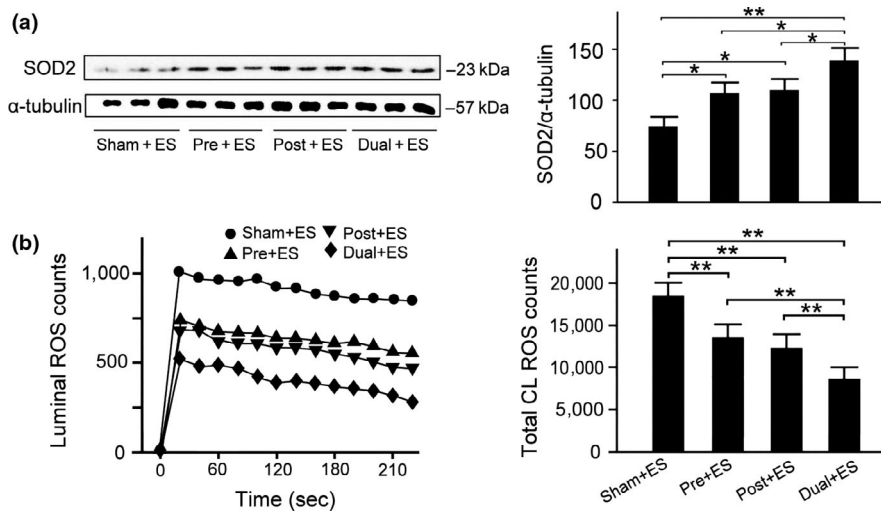 (a)
SOD2
–23 kDa
α-tubulin
–57 kDa
Sham + ES Pre + ES Post + ES Dual + ES
** 
* *
* *
150
100
50
0
SOD2/α-tubulin
(b)
Sham+ES Post+ES
Pre+ES Dual+ES
1,000
500
0
Luminal ROS counts
0 60 120 180 210
Time (sec)
**
**
** **
**
20,000
15,000
10,000
5,000
0
Total CL ROS counts
Sham+ES Pre+ES Post+ES Dual+ES